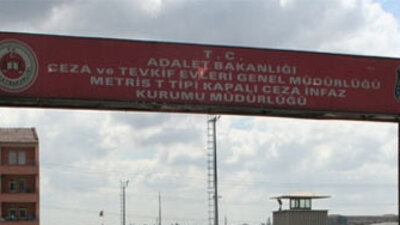 T.C.
ADALET BAKANLIĞI
CEZA ve TEVKİF EVLERİ GENEL MÜDÜRLÜĞÜ
METRİS T TİPİ KAPALI CEZA İNFAZ
KURUMU MÜDÜRLÜĞÜ